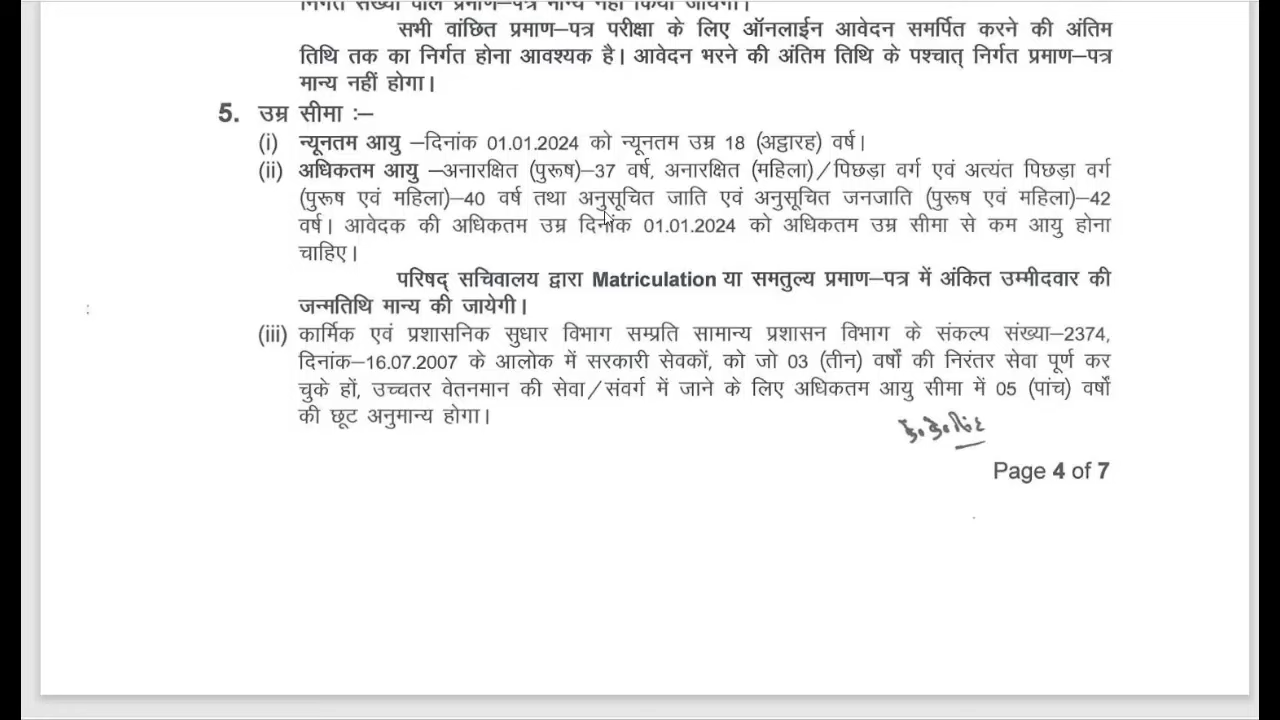 निर्गत संख्या वाले प्रमाण–पत्र मान्य नहीं किया जायेगा।
सभी वांछित प्रमाण–पत्र परीक्षा के लिए ऑनलाईन आवेदन समर्पित करने की अंतिम
तिथि तक का निर्गत होना आवश्यक है। आवेदन भरने की अंतिम तिथि के पश्चात् निर्गत प्रमाण–पत्र
मान्य नहीं होगा।
5. उम्र सीमा :–
(i) न्यूनतम आयु –दिनांक 01.01.2024 को न्यूनतम उम्र 18 (अट्ठारह) वर्ष।
(ii) अधिकतम आयु –अनारक्षित (पुरूष)–37 वर्ष, अनारक्षित (महिला)/पिछड़ा वर्ग एवं अत्यंत पिछड़ा वर्ग
(पुरूष एवं महिला)–40 वर्ष तथा अनुसूचित जाति एवं अनुसूचित जनजाति (पुरूष एवं महिला)–42
वर्ष। आवेदक की अधिकतम उम्र दिनांक 01.01.2024 को अधिकतम उम्र सीमा से कम आयु होना
चाहिए।
परिषद् सचिवालय द्वारा Matriculation या समतुल्य प्रमाण–पत्र में अंकित उम्मीदवार की
जन्मतिथि मान्य की जायेगी।
(iii) कार्मिक एवं प्रशासनिक सुधार विभाग सम्प्रति सामान्य प्रशासन विभाग के संकल्प संख्या–2374,
दिनांक–16.07.2007 के आलोक में सरकारी सेवकों, को जो 03 (तीन) वर्षों की निरंतर सेवा पूर्ण कर
चुके हों, उच्चतर वेतनमान की सेवा/संवर्ग में जाने के लिए अधिकतम आयु सीमा में 05 (पांच) वर्षों
की छूट अनुमान्य होगा।
Page 4 of 7